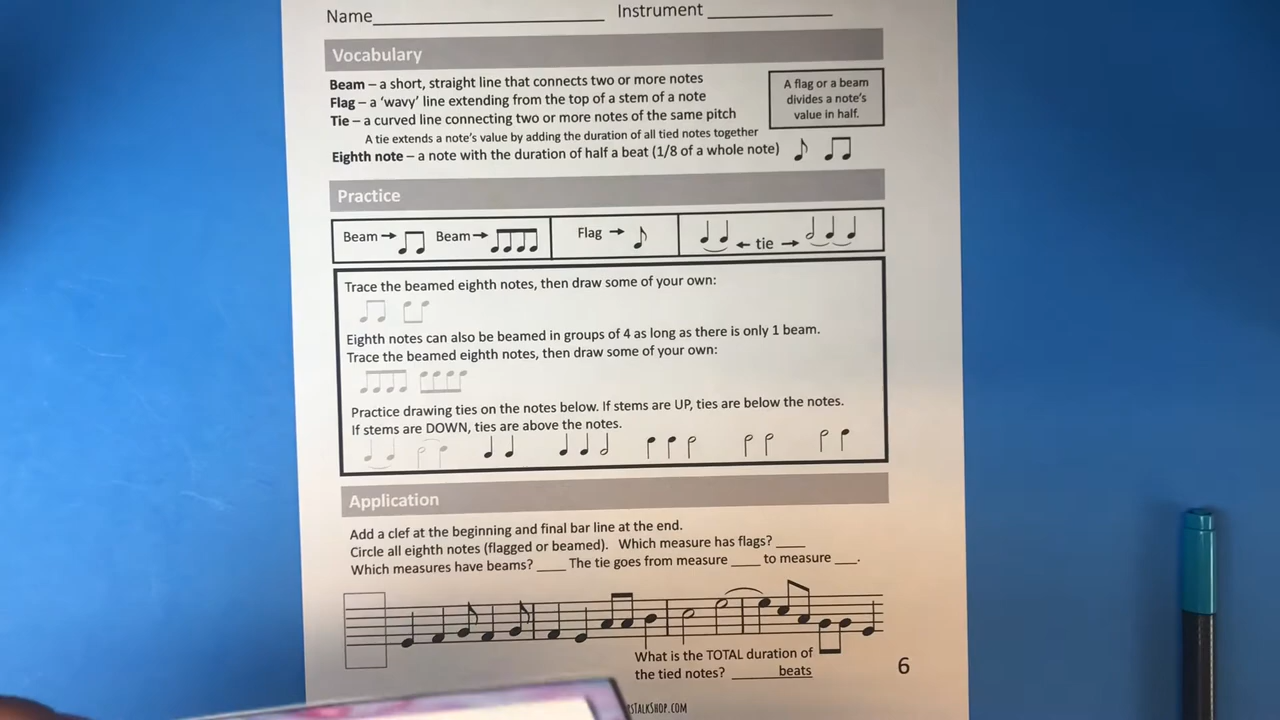 Name____________ Instrument ____________
Vocabulary
Beam – a short, straight line that connects two or more notes
Flag – a 'wavy' line extending from the top of a stem of a note
Tie – a curved line connecting two or more notes of the same pitch
A tie extends a note's value by adding the duration of all tied notes together
Eighth note – a note with the duration of half a beat (1/8 of a whole note)
A flag or a beam
divides a note's
value in half.
Practice
Beam → Beam → Flag → ← tie →
Trace the beamed eighth notes, then draw some of your own:
Eighth notes can also be beamed in groups of 4 as long as there is only 1 beam.
Trace the beamed eighth notes, then draw some of your own:
Practice drawing ties on the notes below. If stems are UP, ties are below the notes.
If stems are DOWN, ties are above the notes.
Application
Add a clef at the beginning and final bar line at the end.
Circle all eighth notes (flagged or beamed). Which measure has flags? ____
Which measures have beams? ____ The tie goes from measure ____ to measure ___.
What is the TOTAL duration of
the tied notes? ______ beats
6
TALKSHOP.COM